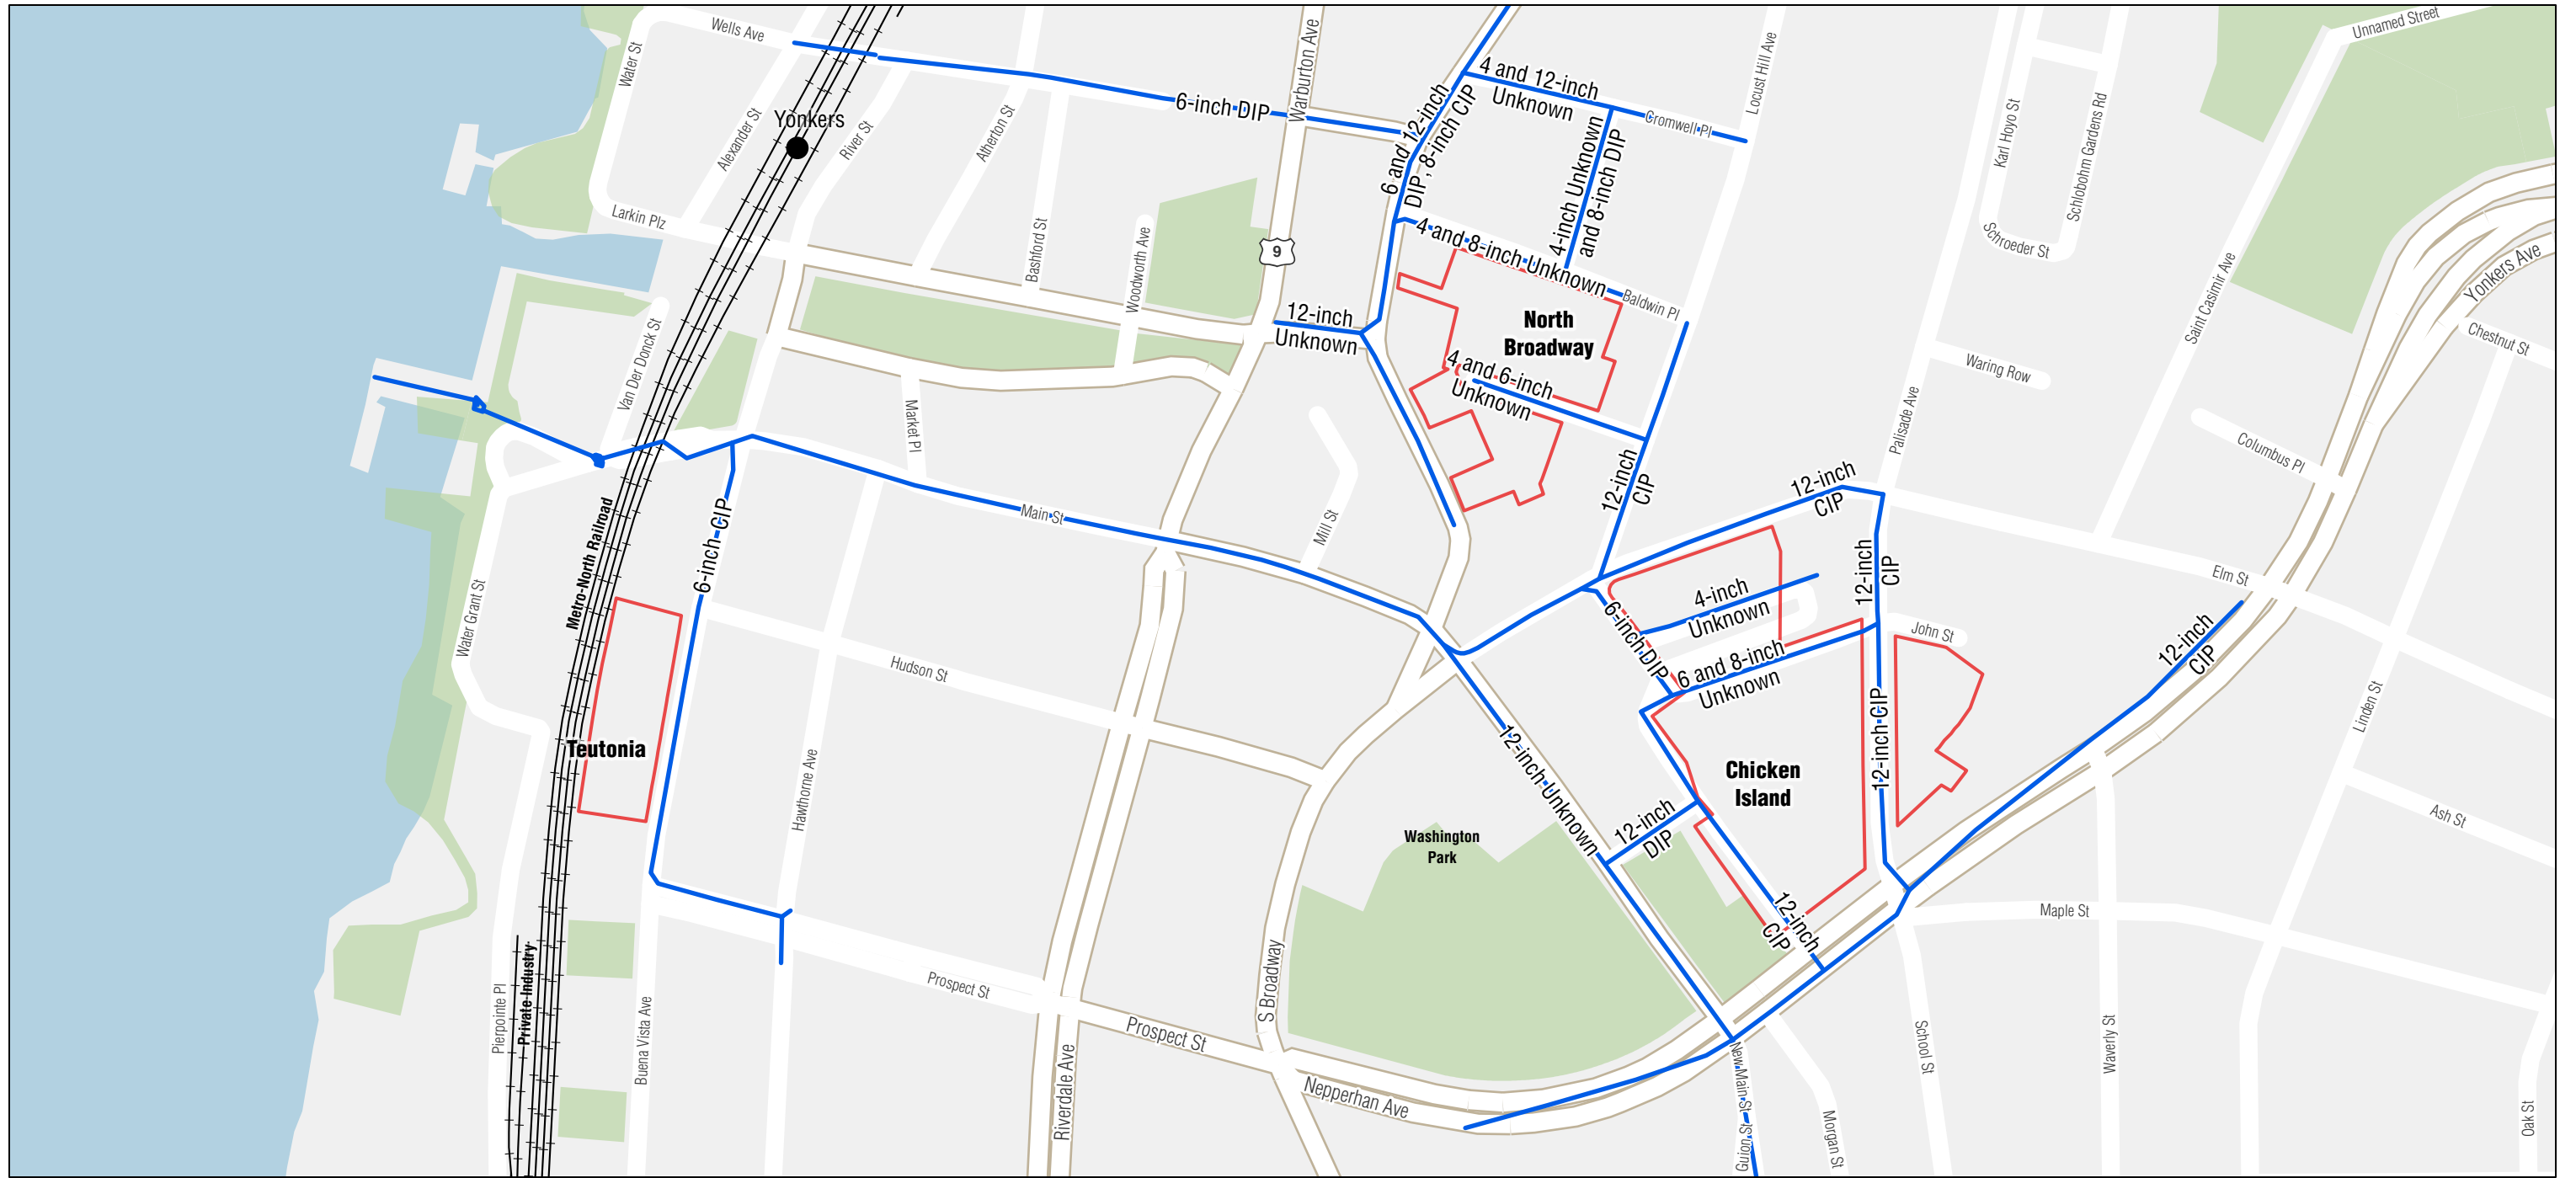 Wells Ave
Water St
Alexander St
Yonkers
River St
Atherton St
Larkin Plz
Bashford St
Woodworth Ave
Warburton Ave
9
6-inch DIP
6 and 12-inch
DIP, 8-inch CIP
4 and 12-inch
Unknown
Cromwell Pl
Locust Hill Ave
4-inch Unknown
and 8-inch DIP
4 and 8-inch Unknown
Baldwin Pl
12-inch
Unknown
North
Broadway
4 and 6-inch
Unknown
12-inch
CIP
Karl Hoyo St
Schlobohm Gardens Rd
Schroeder St
Unnamed Street
Saint Casimir Ave
Yonkers Ave
Chestnut St
Waring Row
Palisade Ave
Columbus Pl
Van Der Donck St
Market Pl
Main St
Mill St
6-inch CIP
Metro-North Railroad
Water Grant St
Hudson St
Hawthorne Ave
Teutonia
12-inch
CIP
12-inch
CIP
4-inch
Unknown
6-inch DIP
6 and 8-inch
Unknown
John St
Elm St
12-inch
CIP
Linden St
12-inch CIP
Chicken
Island
12-inch Unknown
12-inch
DIP
12-inch
CIP
Washington
Park
Ash St
Maple St
Private Industry
Pierpointe Pl
Buena Vista Ave
Prospect St
Prospect St
S Broadway
Riverdale Ave
Nepperhan Ave
New Main St
Guion St
Morgan St
School St
Waverly St
Oak St